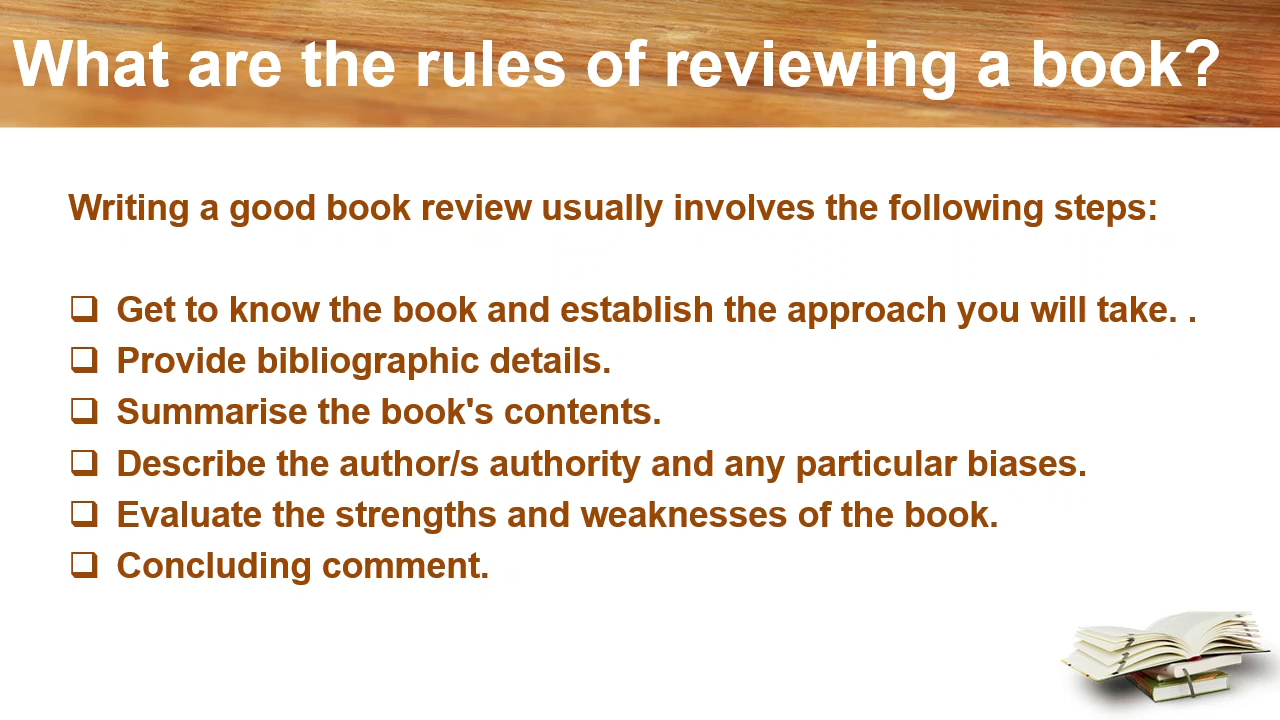 What are the rules of reviewing a book?
Writing a good book review usually involves the following steps:
❑ Get to know the book and establish the approach you will take. .
❑ Provide bibliographic details.
❑ Summarise the book's contents.
❑ Describe the author/s authority and any particular biases.
❑ Evaluate the strengths and weaknesses of the book.
❑ Concluding comment.